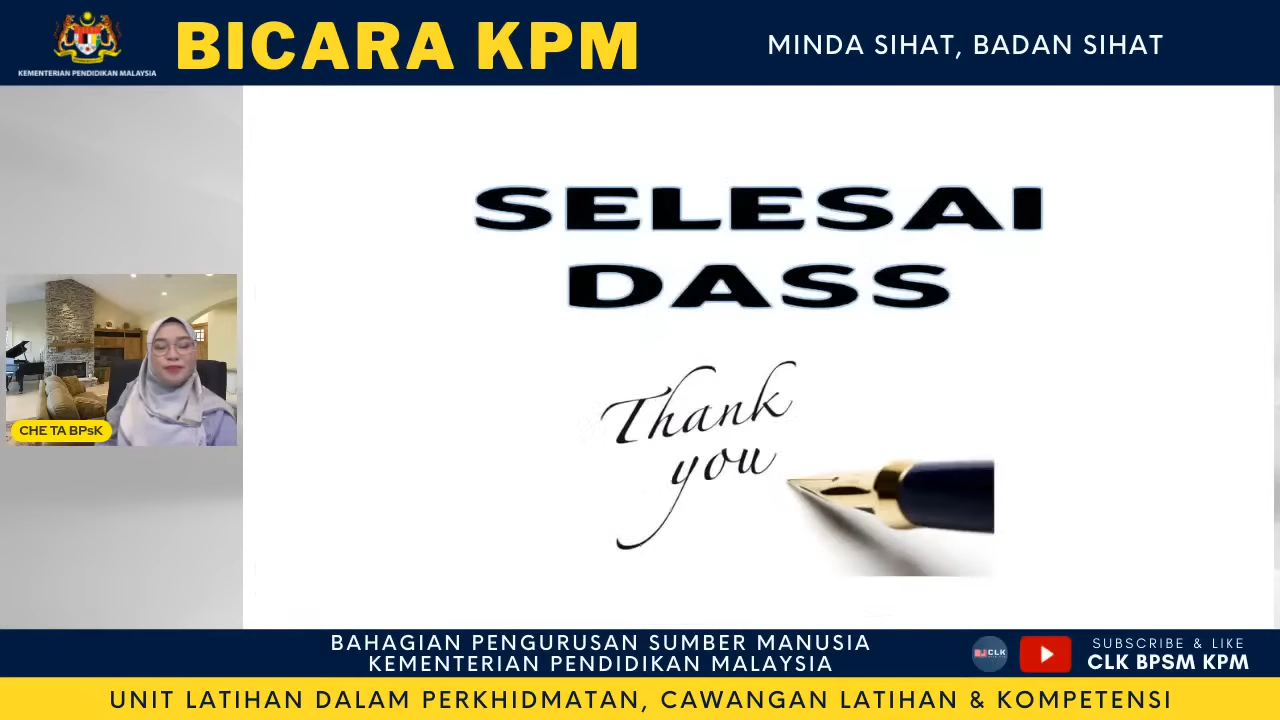 KEMENTERIAN PENDIDIKAN MALAYSIA
BICARA KPM
MINDA SIHAT, BADAN SIHAT
SELESAI
DASS
Thank
you
CHE TA BPsK
BAHAGIAN PENGURUSAN SUMBER MANUSIA
KEMENTERIAN PENDIDIKAN MALAYSIA
CLK
SUBSCRIBE & LIKE
CLK BPSM KPM
UNIT LATIHAN DALAM PERKHIDMATAN, CAWANGAN LATIHAN & KOMPETENSI